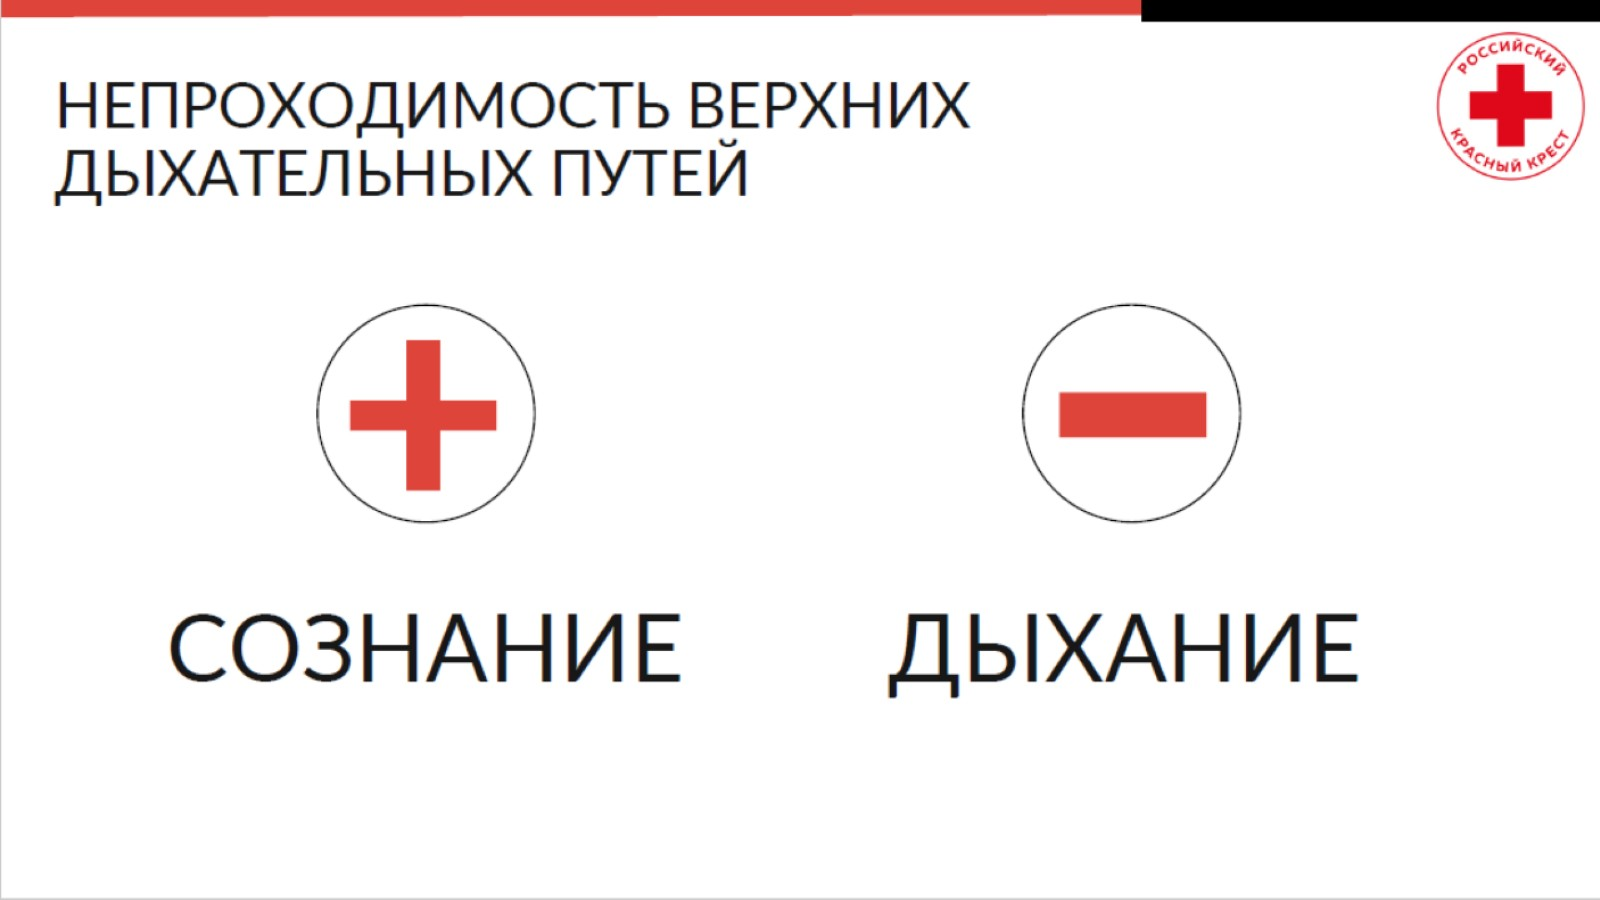 РОССИЙСКИЙ
КРАСНЫЙ КРЕСТ
НЕПРОХОДИМОСТЬ ВЕРХНИХ
ДЫХАТЕЛЬНЫХ ПУТЕЙ
СОЗНАНИЕ
ДЫХАНИЕ